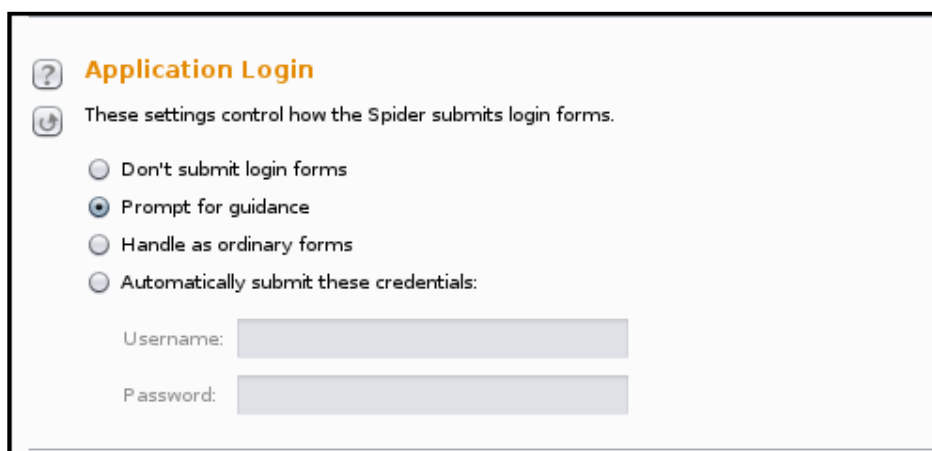 Application Login
These settings control how the Spider submits login forms.
Don't submit login forms
Prompt for guidance
Handle as ordinary forms
Automatically submit these credentials:
Username:
Password: